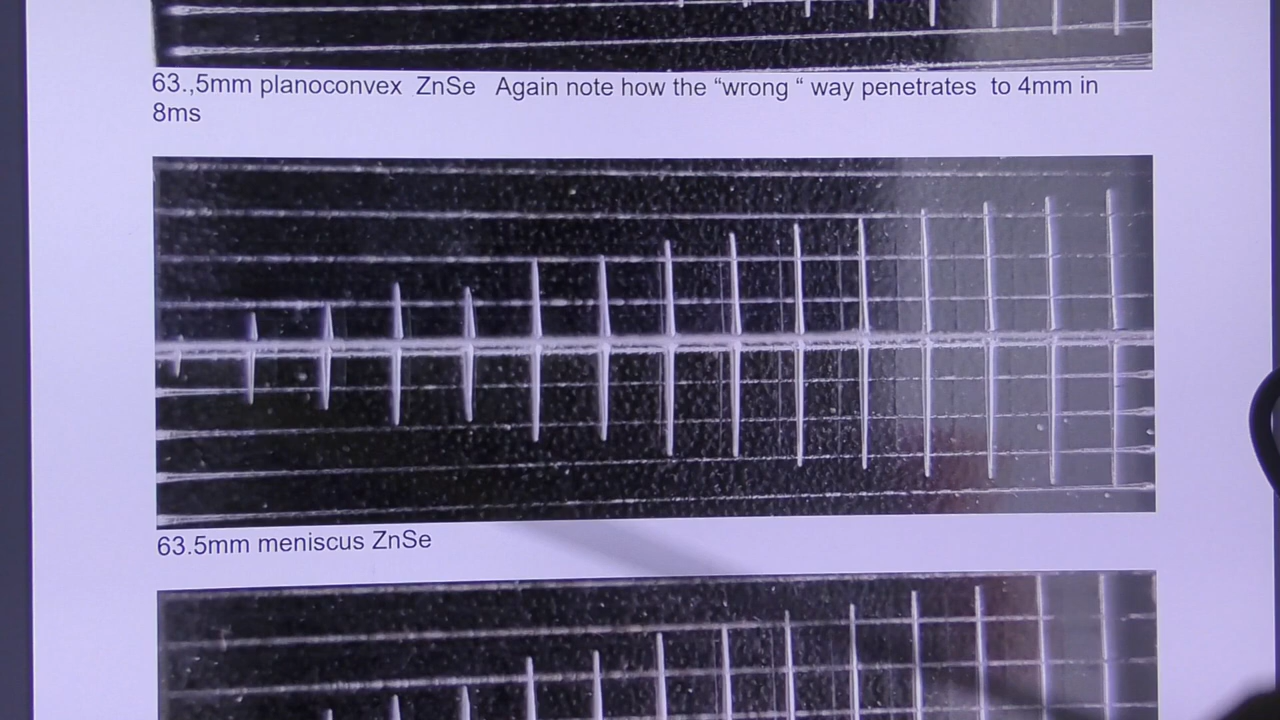 63.,5mm planoconvex ZnSe Again note how the “wrong “ way penetrates to 4mm in
8ms
63.5mm meniscus ZnSe